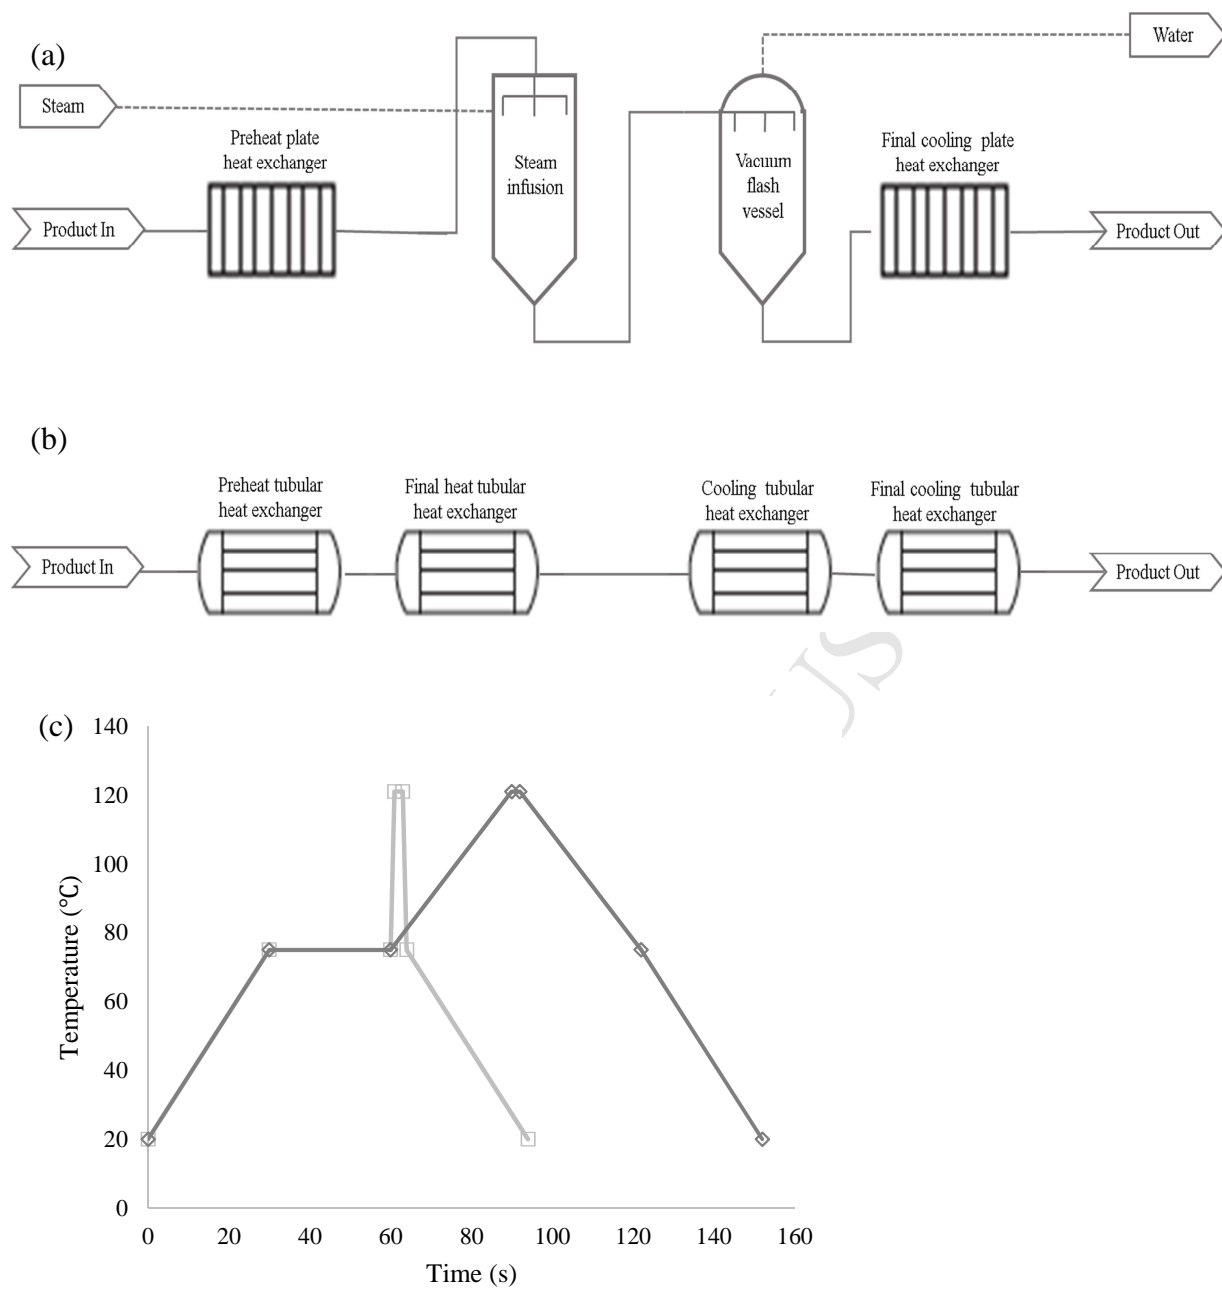 (a)
Water
Steam
Preheat plate
heat exchanger
Steam
infusion
Vacuum
flash
vessel
Final cooling plate
heat exchanger
Product In
Product Out
(b)
Preheat tubular
heat exchanger
Final heat tubular
heat exchanger
Cooling tubular
heat exchanger
Final cooling tubular
heat exchanger
Product In
Product Out
(c)
140
120
100
80
60
40
20
0
Temperature (°C)
0 20 40 60 80 100 120 140 160
Time (s)